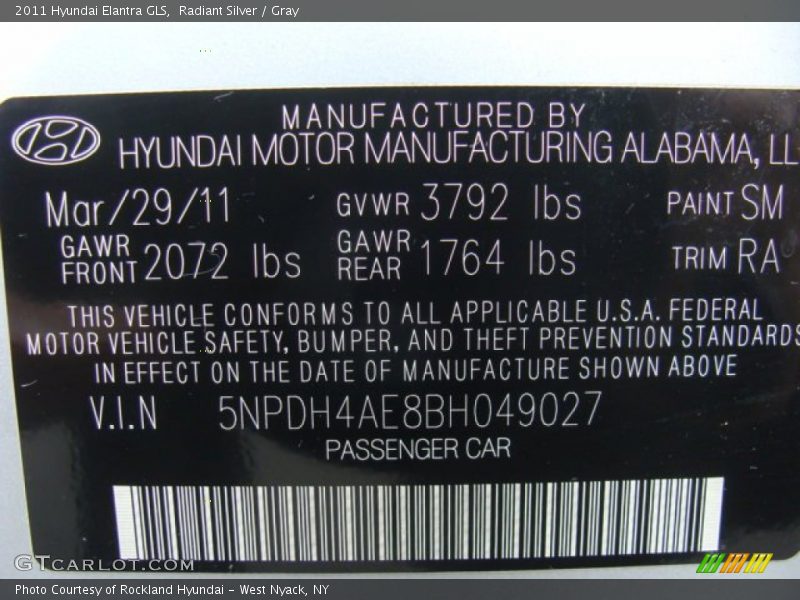 2011 Hyundai Elantra GLS,  Radiant Silver / Gray
MANUFACTURED BY
HYUNDAI MOTOR MANUFACTURING ALABAMA, LL
Mar/29/11 GVWR 3792 lbs PAINT SM
GAWR FRONT 2072 lbs GAWR REAR 1764 lbs TRIM RA
THIS VEHICLE CONFORMS TO ALL APPLICABLE U.S.A. FEDERAL
MOTOR VEHICLE SAFETY, BUMPER, AND THEFT PREVENTION STANDARDS
IN EFFECT ON THE DATE OF MANUFACTURE SHOWN ABOVE
V.I.N 5NPDH4AE8BH049027
PASSENGER CAR
GTCARLOT.COM
Photo Courtesy of Rockland Hyundai - West Nyack, NY